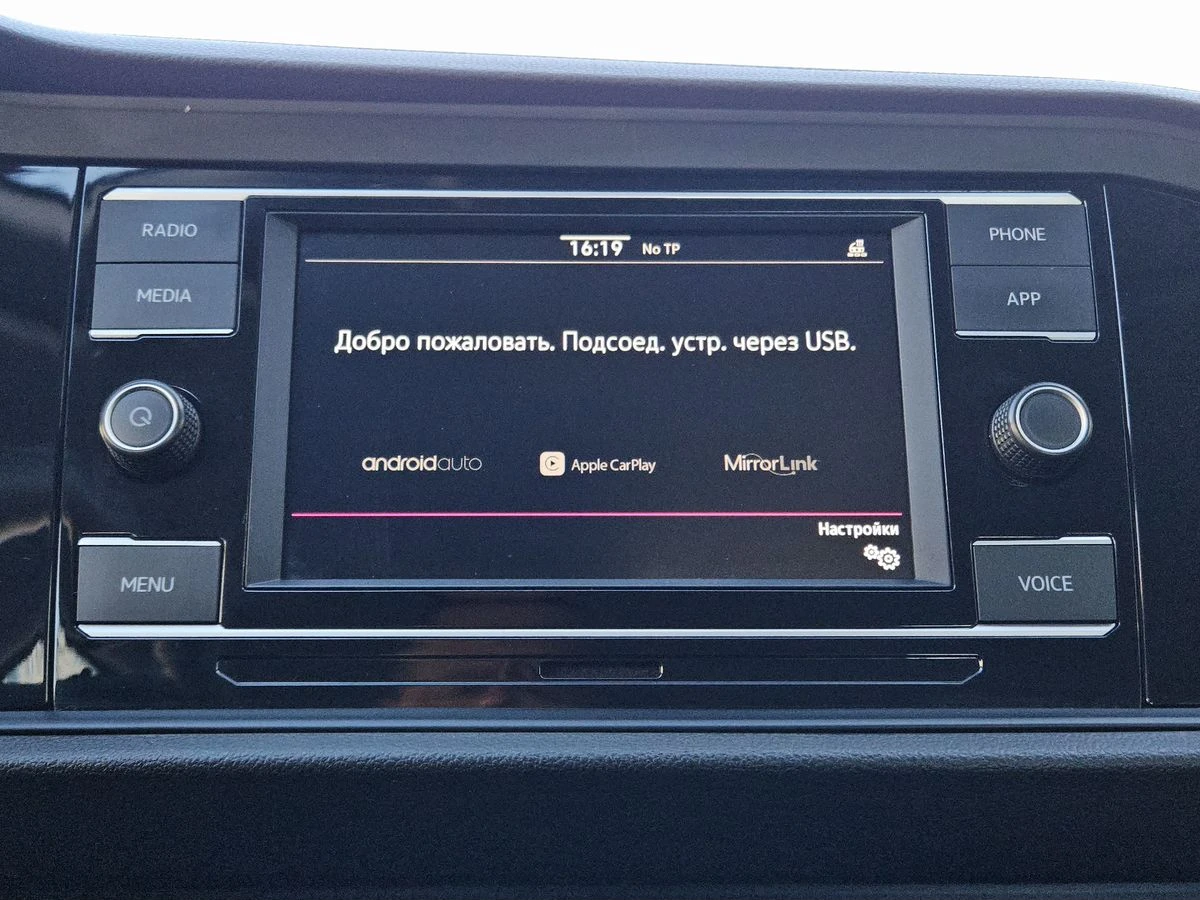 RADIO
MEDIA
16:19 No TP
PHONE
APP
Добро пожаловать. Подсоед. устр. через USB.
androidauto
Apple CarPlay
MirrorLink
Настройки
MENU
VOICE